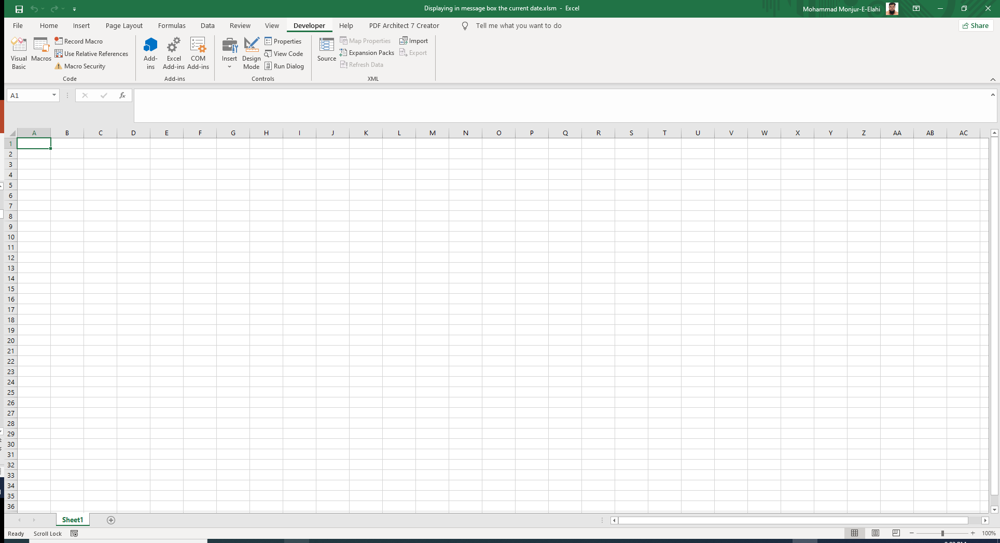 Displaying in message box the current date.xlsm - Excel
Mohammad Monjur-E-Elahi
File Home Insert Page Layout Formulas Data Review View Developer Help PDF Architect 7 Creator Tell me what you want to do Share
Visual Basic
Macros
Record Macro
Use Relative References
Macro Security
Code
Add-ins
Excel Add-ins
COM Add-ins
Add-ins
Insert
Design Mode
Properties
View Code
Run Dialog
Controls
Source
Map Properties
Expansion Packs
Refresh Data
Import
Export
XML
A1
fx
A B C D E F G H I J K L M N O P Q R S T U V W X Y Z AA AB AC
1
2
3
4
5
6
7
8
9
10
11
12
13
14
15
16
17
18
19
20
21
22
23
24
25
26
27
28
29
30
31
32
33
34
35
36
Sheet1
Ready Scroll Lock
100%